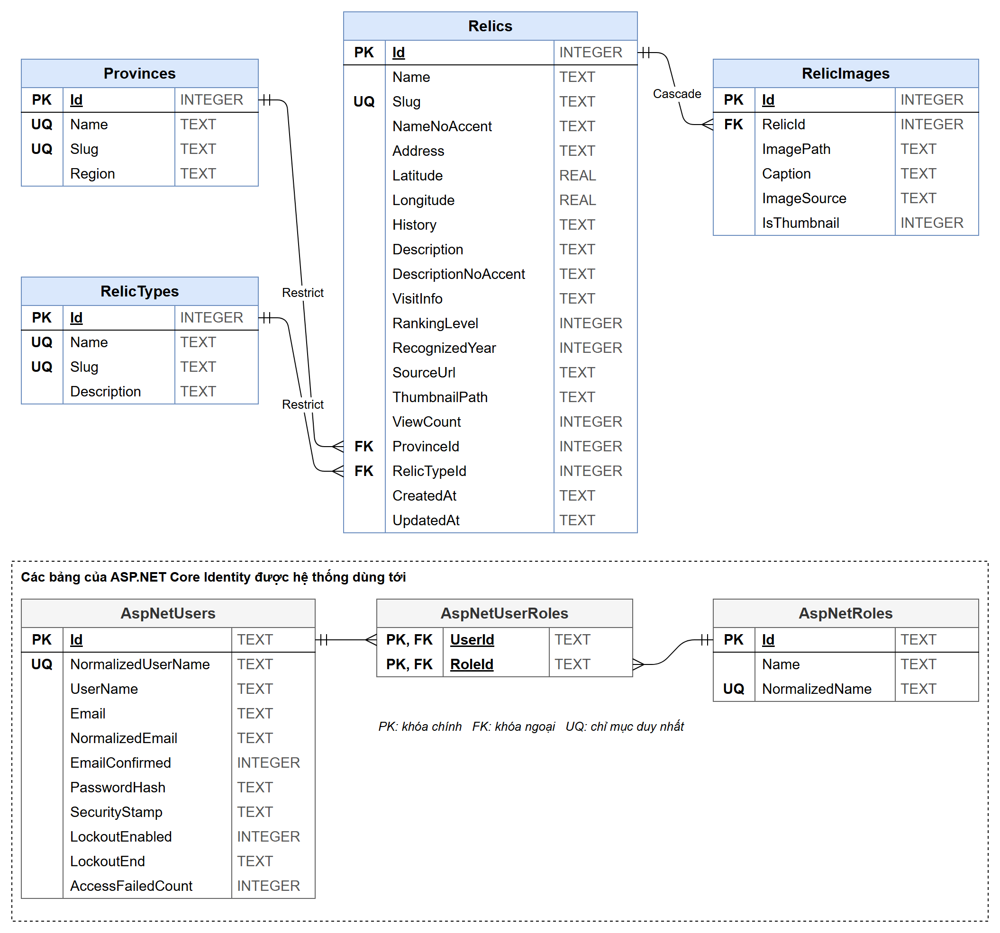 Relics
PK Id INTEGER
Name TEXT
UQ Slug TEXT
NameNoAccent TEXT
Address TEXT
Latitude REAL
Longitude REAL
History TEXT
Description TEXT
DescriptionNoAccent TEXT
VisitInfo TEXT
RankingLevel INTEGER
RecognizedYear INTEGER
SourceUrl TEXT
ThumbnailPath TEXT
ViewCount INTEGER
FK ProvinceId INTEGER
FK RelicTypeId INTEGER
CreatedAt TEXT
UpdatedAt TEXT
Provinces
PK Id INTEGER
UQ Name TEXT
UQ Slug TEXT
Region TEXT
RelicTypes
PK Id INTEGER
UQ Name TEXT
UQ Slug TEXT
Description TEXT
Restrict
Restrict
Cascade
RelicImages
PK Id INTEGER
FK RelicId INTEGER
ImagePath TEXT
Caption TEXT
ImageSource TEXT
IsThumbnail INTEGER
Các bảng của ASP.NET Core Identity được hệ thống dùng tới
AspNetUsers
PK Id TEXT
UQ NormalizedUserName TEXT
UserName TEXT
Email TEXT
NormalizedEmail TEXT
EmailConfirmed INTEGER
PasswordHash TEXT
SecurityStamp TEXT
LockoutEnabled INTEGER
LockoutEnd TEXT
AccessFailedCount INTEGER
AspNetUserRoles
PK, FK UserId TEXT
PK, FK RoleId TEXT
AspNetRoles
PK Id TEXT
Name TEXT
UQ NormalizedName TEXT
PK: khóa chính FK: khóa ngoại UQ: chỉ mục duy nhất